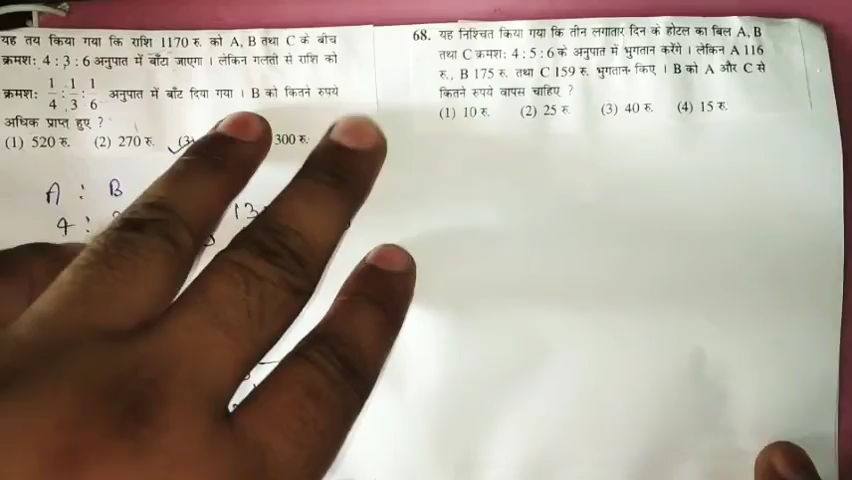 यह तय किया गया कि राशि 1170 रु. को A, B तथा C के बीच
क्रमशः 4 : 3 : 6 अनुपात में बाँटा जाएगा । लेकिन गलती से राशि को
क्रमशः 1/4 : 1/3 : 1/6 अनुपात में बाँट दिया गया । B को कितने रुपये
अधिक प्राप्त हुए ?
(1) 520 रु. (2) 270 रु. (3) 300 रु.
A : B
4 :
13
68. यह निश्चित किया गया कि तीन लगातार दिन के होटल का बिल A, B
तथा C क्रमशः 4 : 5 : 6 के अनुपात में भुगतान करेंगे । लेकिन A 116
रु., B 175 रु. तथा C 159 रु. भुगतान किए । B को A और C से
कितने रुपये वापस चाहिए ?
(1) 10 रु. (2) 25 रु. (3) 40 रु. (4) 15 रु.